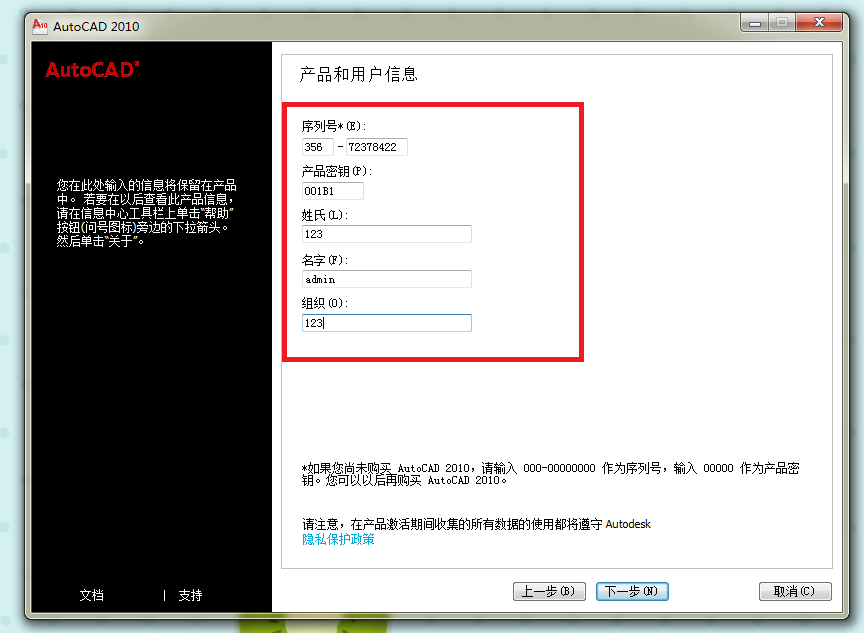 AutoCAD 2010
AutoCAD®
产品和用户信息
序列号*(E):
356 - 72378422
产品密钥(P):
001B1
您在此处输入的信息将保留在产品
中。若要在以后查看此产品信息,
请在信息中心工具栏上单击“帮助”
按钮(问号图标)旁边的下拉箭头。
然后单击“关于”。
姓氏(L):
123
名字(F):
admin
组织(O):
123
*如果您尚未购买 AutoCAD 2010,请输入 000-00000000 作为序列号,输入 00000 作为产品密
钥。您可以以后再购买 AutoCAD 2010。
请注意,在产品激活期间收集的所有数据的使用都将遵守 Autodesk
隐私保护政策
文档 | 支持
上一步(B) 下一步(N) 取消(C)